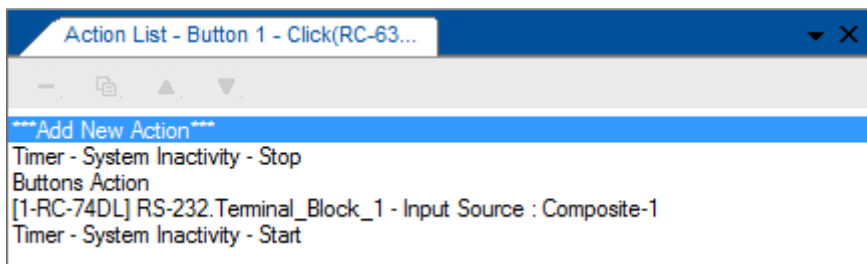 Action List - Button 1 - Click(RC-63...
***Add New Action***
Timer - System Inactivity - Stop
Buttons Action
[1-RC-74DL] RS-232.Terminal_Block_1 - Input Source : Composite-1
Timer - System Inactivity - Start